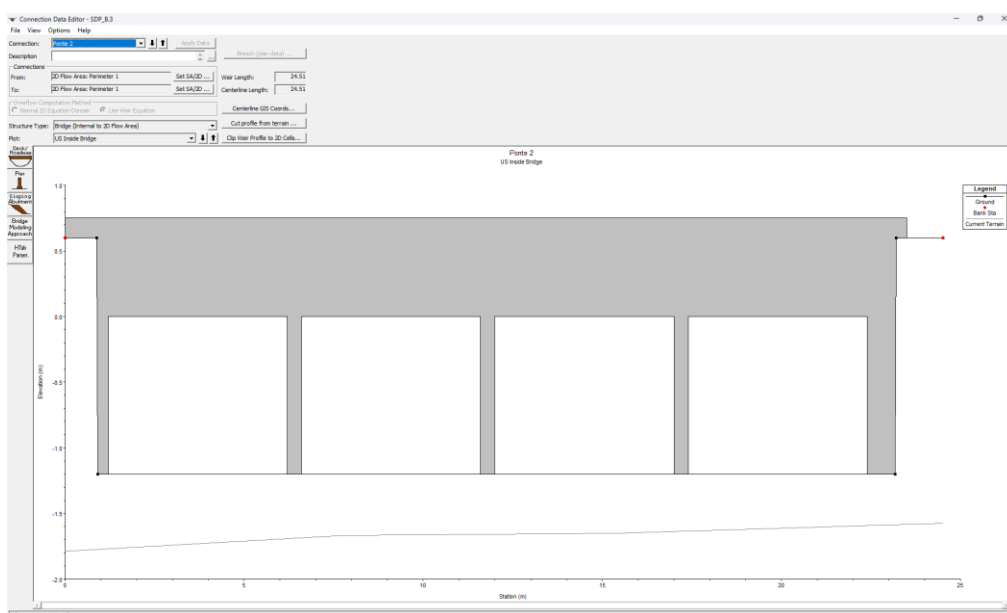 Connection Data Editor - SDP_B.3
File View Options Help
Connection: Ponte 2 Apply Data
Description ... Breach (plan data) ...
Connections
From: 2D Flow Area: Perimeter 1 Set SA/2D ... Weir Length: 24.51
To: 2D Flow Area: Perimeter 1 Set SA/2D ... Centerline Length: 24.51
Overflow Computation Method
Normal 2D Equation Domain Use Weir Equation Centerline GIS Coords...
Structure Type: Bridge (Internal to 2D Flow Area) Cut profile from terrain ...
Plot: US Inside Bridge Clip Weir Profile to 2D Cells...
Deck/
Roadway
Pier
Sloping
Abutment
Bridge
Modeling
Approach
HTab
Param.
Ponte 2
US Inside Bridge
Legend
Ground
Bank Sta
Current Terrain
1.0
0.5
0.0
-0.5
-1.0
-1.5
-2.0
Elevation (m)
0 5 10 15 20 25
Station (m)